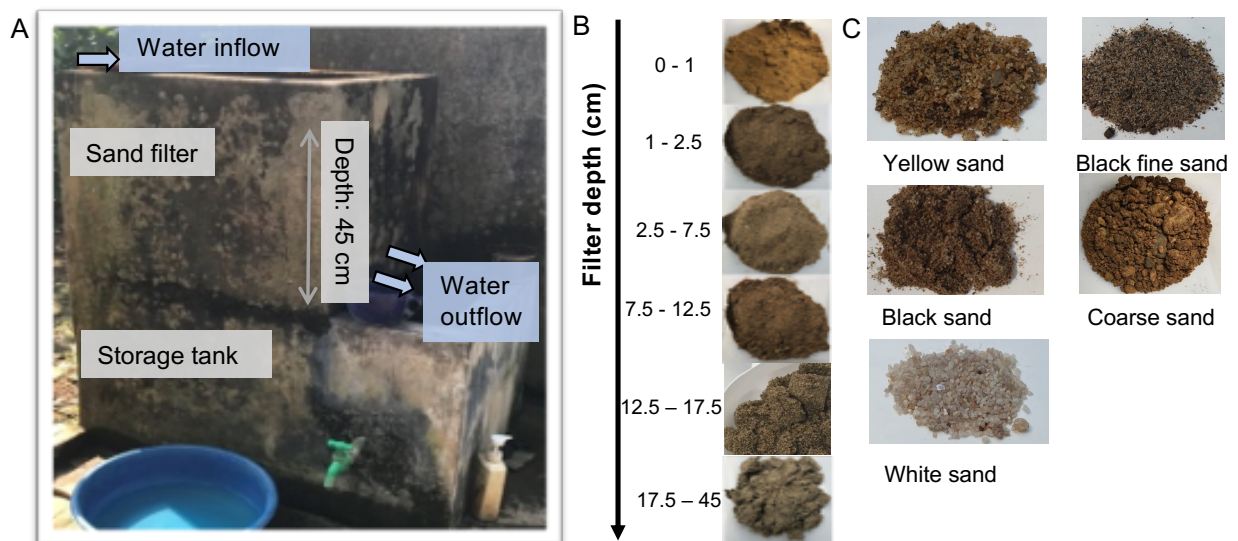 A
Water inflow
Sand filter
Depth: 45 cm
Water
outflow
Storage tank
B
Filter depth (cm)
0 - 1
1 - 2.5
2.5 - 7.5
7.5 - 12.5
12.5 – 17.5
17.5 – 45
C
Yellow sand
Black fine sand
Black sand
Coarse sand
White sand